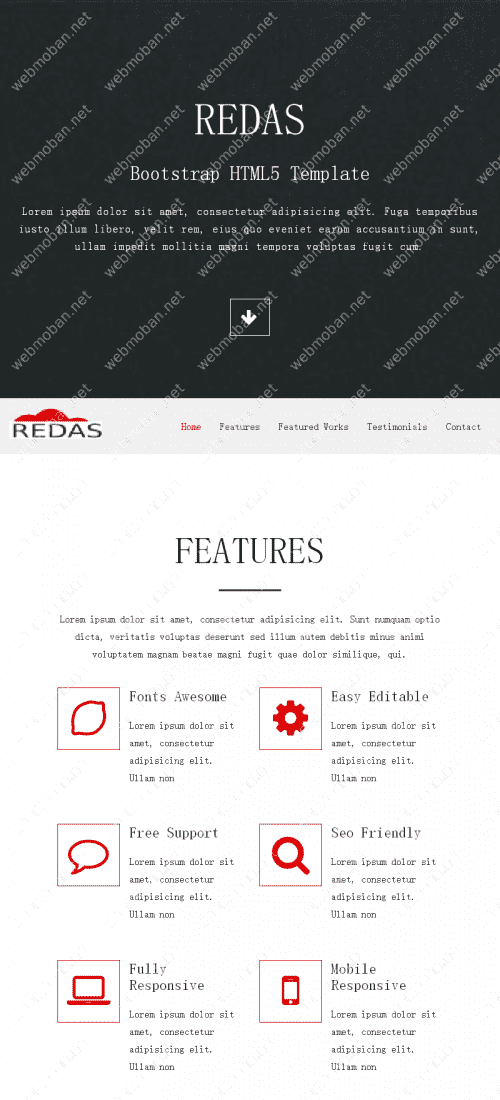 REDAS
Bootstrap HTML5 Template
Lorem ipsum dolor sit amet, consectetur adipisicing elit. Fuga temporibus
iusto illum libero, velit rem, eius quo eveniet earum accusantium in sunt,
ullam impedit mollitia magni tempora voluptas fugit cum.
webmoban.net
REDAS
Home Features Featured Works Testimonials Contact
FEATURES
Lorem ipsum dolor sit amet, consectetur adipisicing elit. Sunt numquam optio
dicta, veritatis voluptas deserunt sed illum autem debitis minus animi
voluptatem magnam beatae magni fugit quae dolor similique, qui.
Fonts Awesome
Lorem ipsum dolor sit
amet, consectetur
adipisicing elit.
Ullam non
Easy Editable
Lorem ipsum dolor sit
amet, consectetur
adipisicing elit.
Ullam non
Free Support
Lorem ipsum dolor sit
amet, consectetur
adipisicing elit.
Ullam non
Seo Friendly
Lorem ipsum dolor sit
amet, consectetur
adipisicing elit.
Ullam non
Fully
Responsive
Lorem ipsum dolor sit
amet, consectetur
adipisicing elit.
Ullam non
Mobile
Responsive
Lorem ipsum dolor sit
amet, consectetur
adipisicing elit.
Ullam non